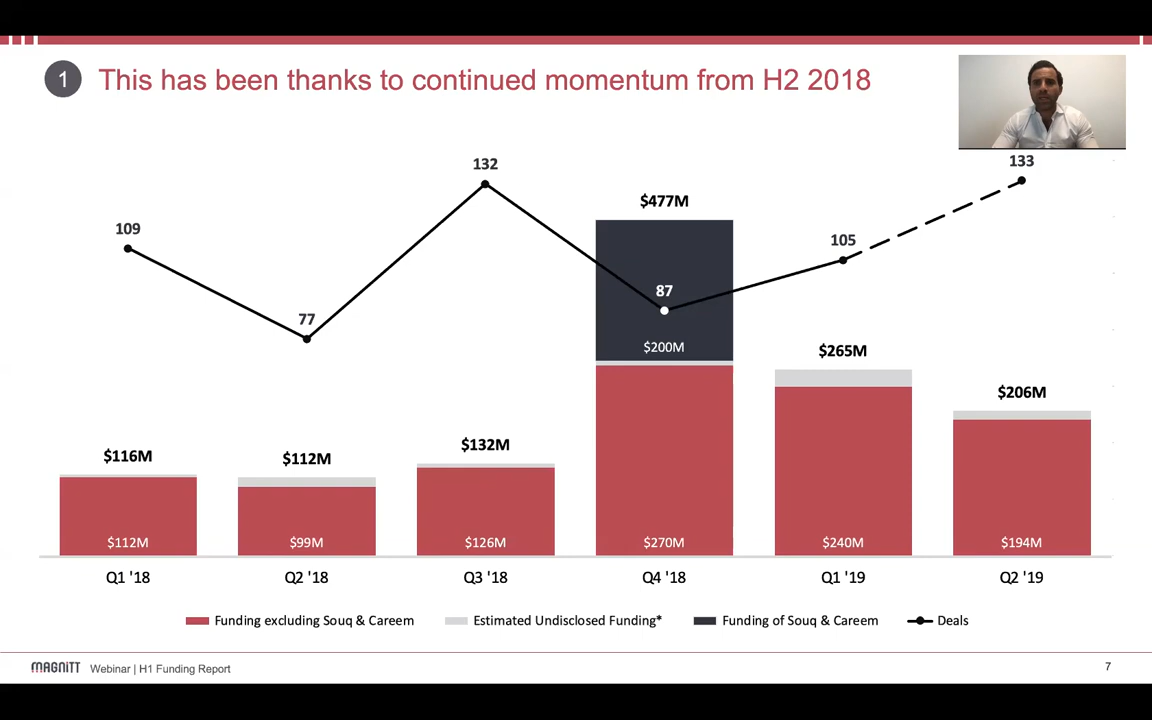 1 This has been thanks to continued momentum from H2 2018
132
133
$477M
109
105
87
77
$200M
$265M
$206M
$116M
$112M
$132M
$112M
$99M
$126M
$270M
$240M
$194M
Q1 '18
Q2 '18
Q3 '18
Q4 '18
Q1 '19
Q2 '19
Funding excluding Souq & Careem
Estimated Undisclosed Funding*
Funding of Souq & Careem
Deals
MAGNiTT Webinar | H1 Funding Report
7